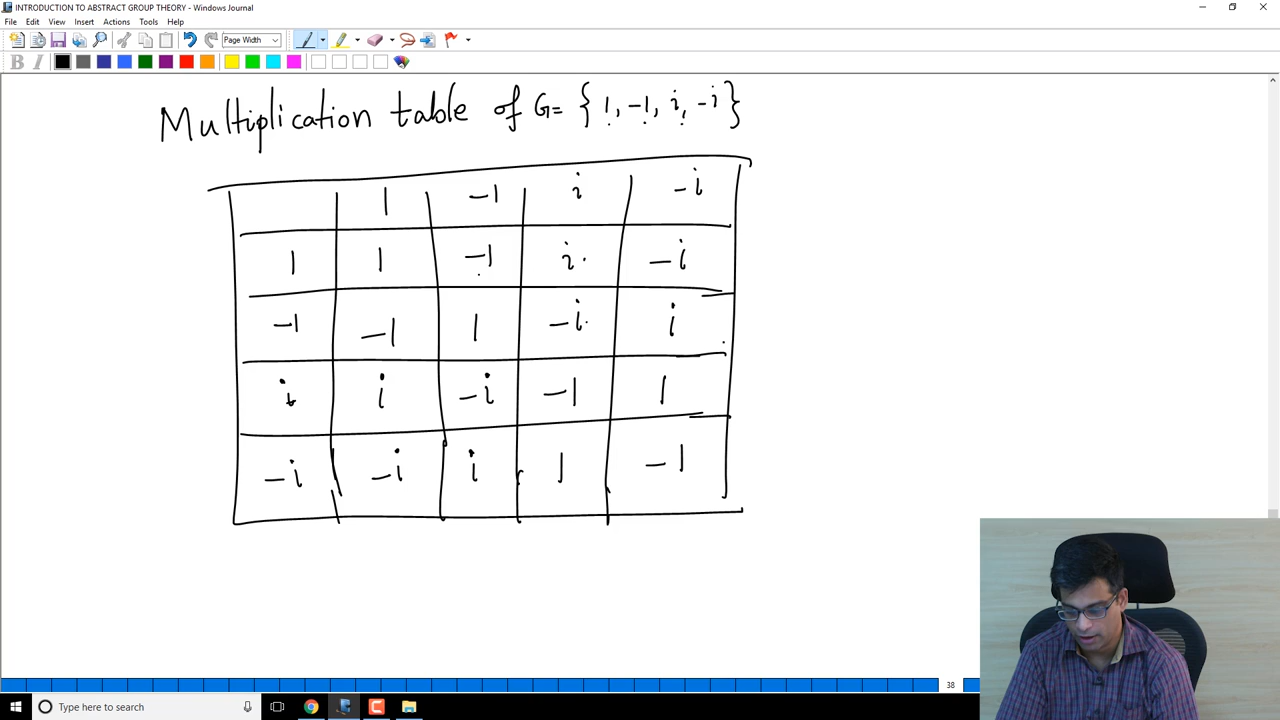 INTRODUCTION TO ABSTRACT GROUP THEORY - Windows Journal
File Edit View Insert Actions Tools Help
Page Width
B I
Multiplication table of G= {1, -1, i, -i}
1 -1 i -i
1 1 -1 i -i
-1 -1 1 -i i
i i -i -1 1
-i -i i 1 -1
38
Type here to search